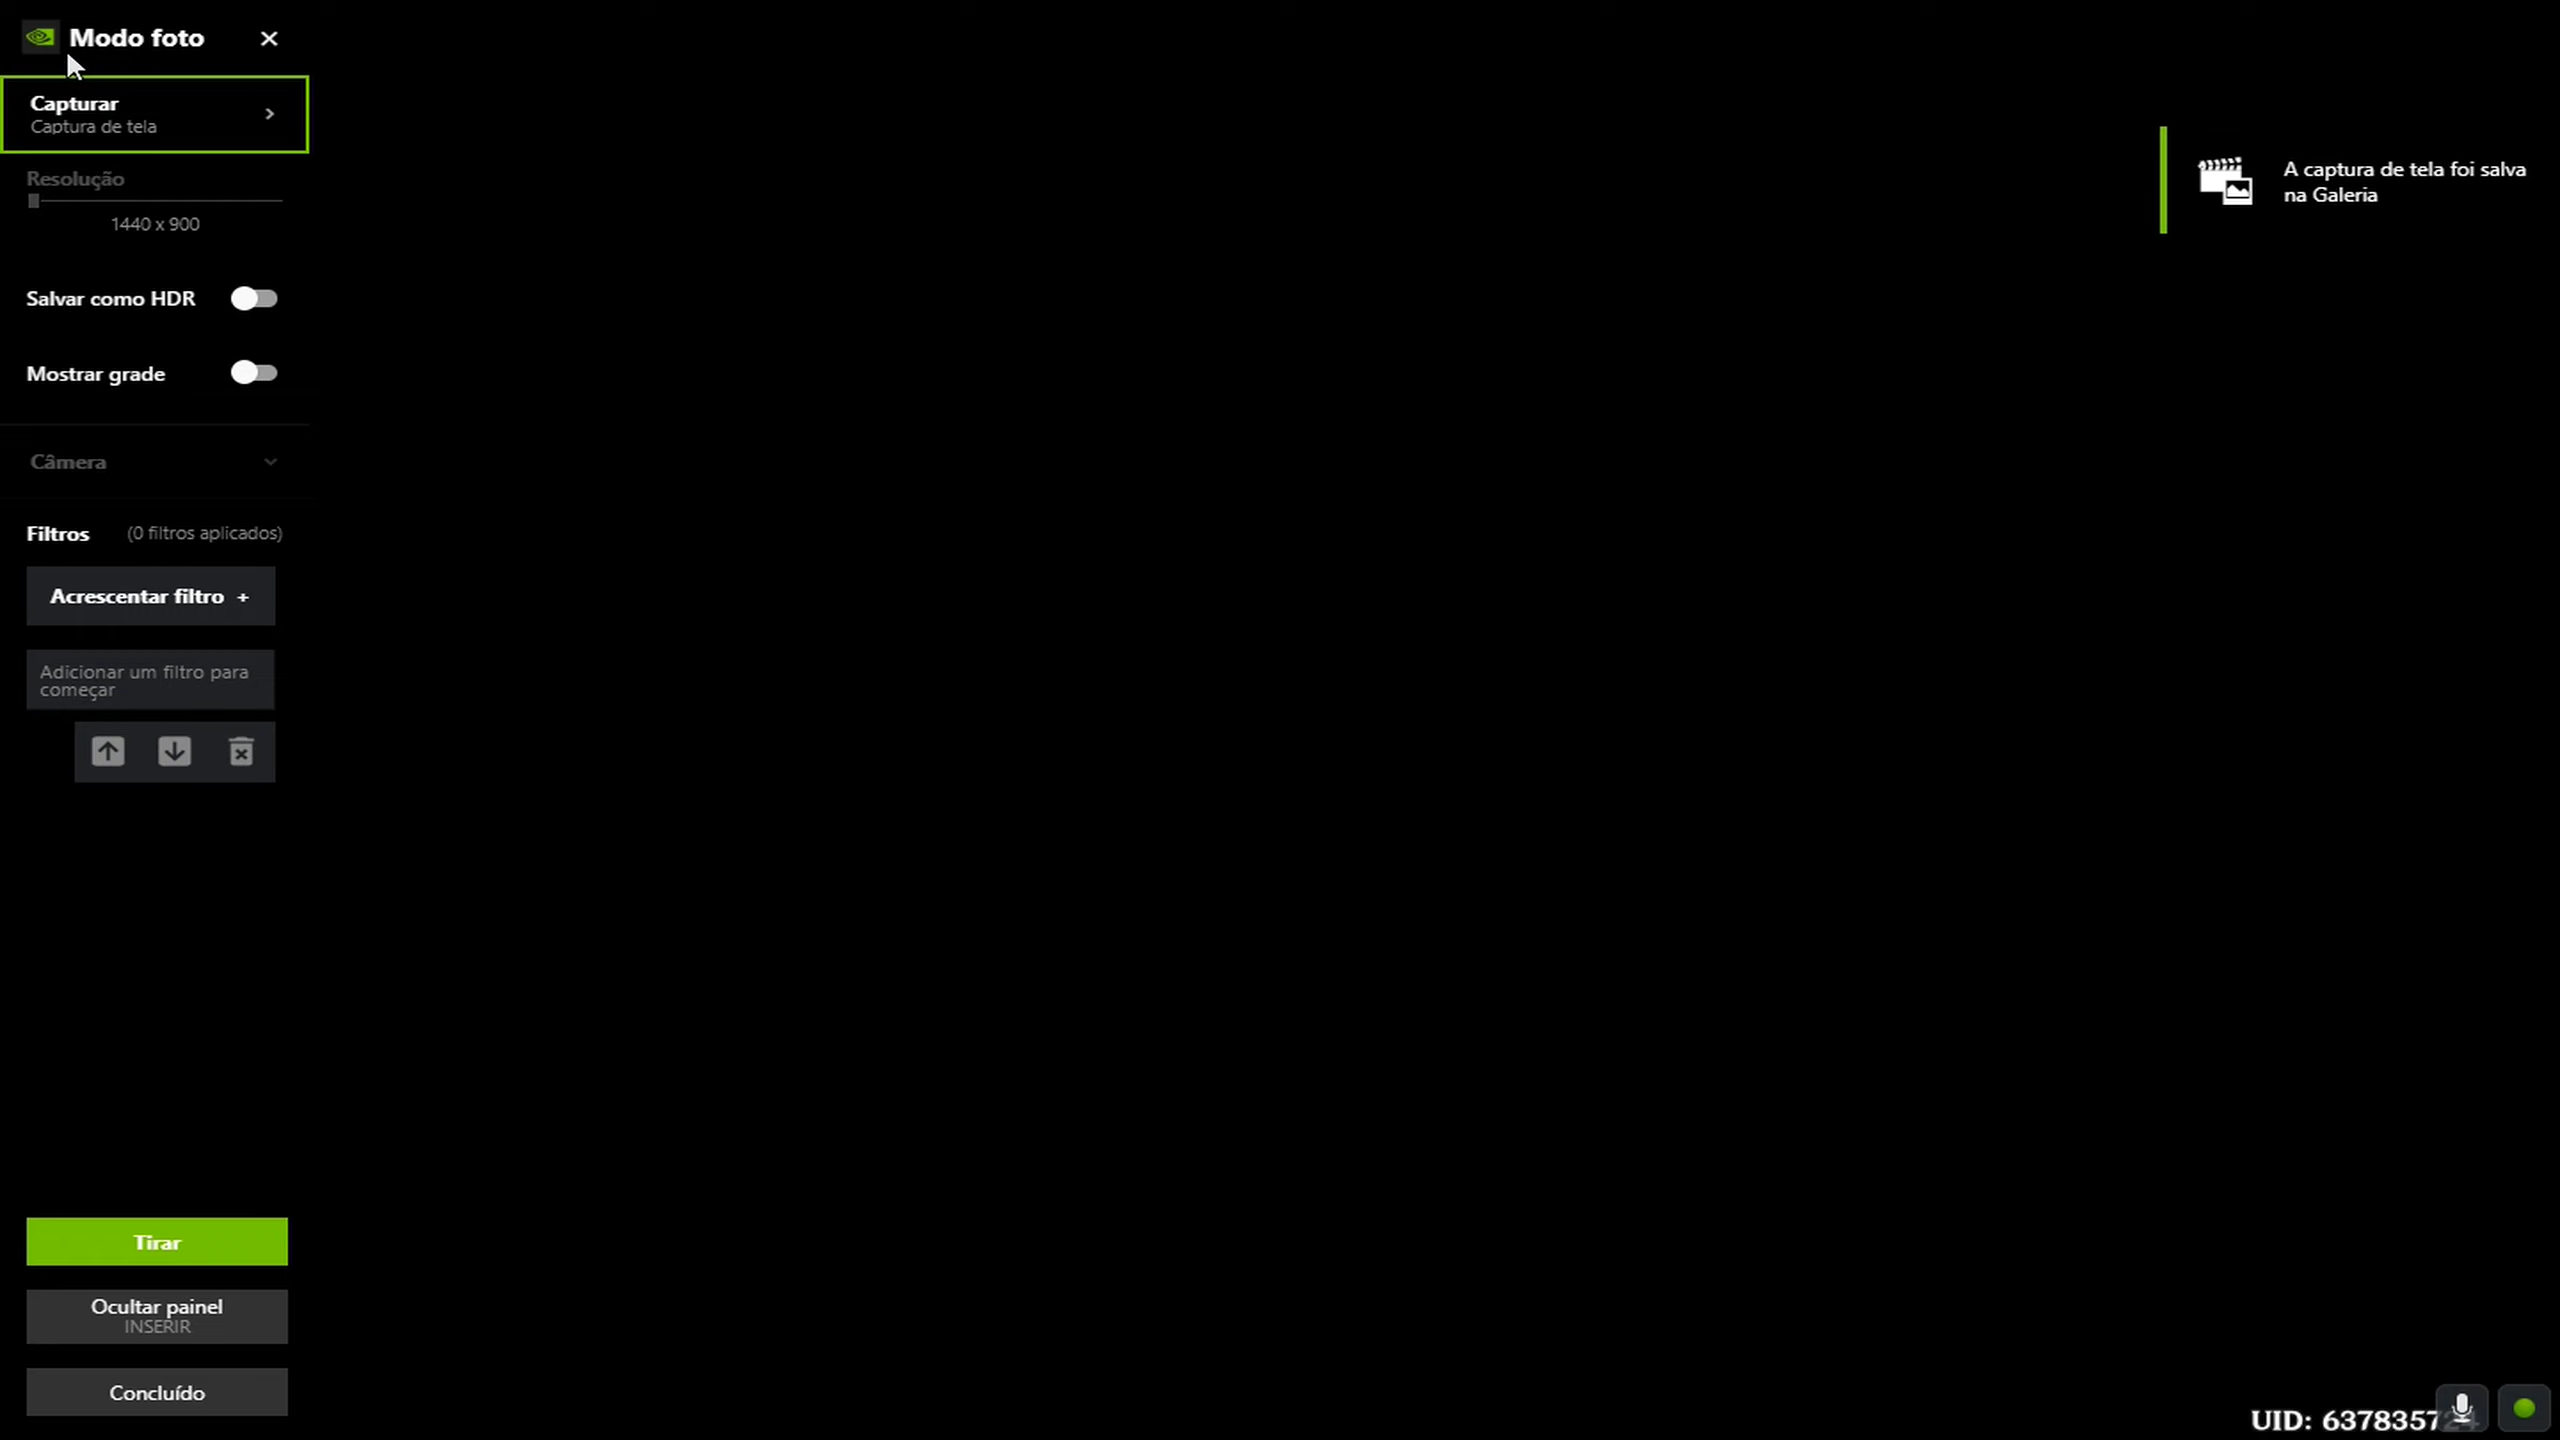 Modo foto
Capturar
Captura de tela
Resolução
1440 x 900
Salvar como HDR
Mostrar grade
Câmera
Filtros (0 filtros aplicados)
Acrescentar filtro +
Adicionar um filtro para
começar
Tirar
Ocultar painel
INSERIR
Concluído
A captura de tela foi salva
na Galeria
UID: